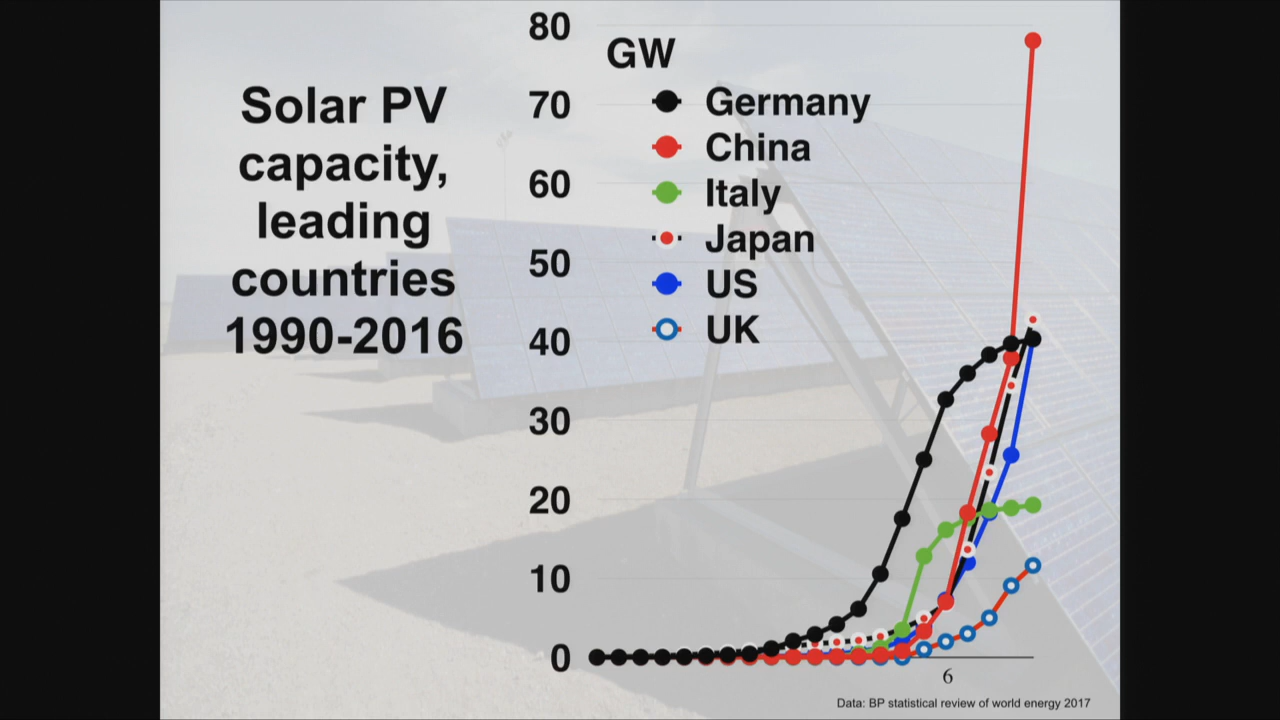 Solar PV
capacity,
leading
countries
1990-2016
GW
Germany
China
Italy
Japan
US
UK
80
70
60
50
40
30
20
10
0
6
Data: BP statistical review of world energy 2017